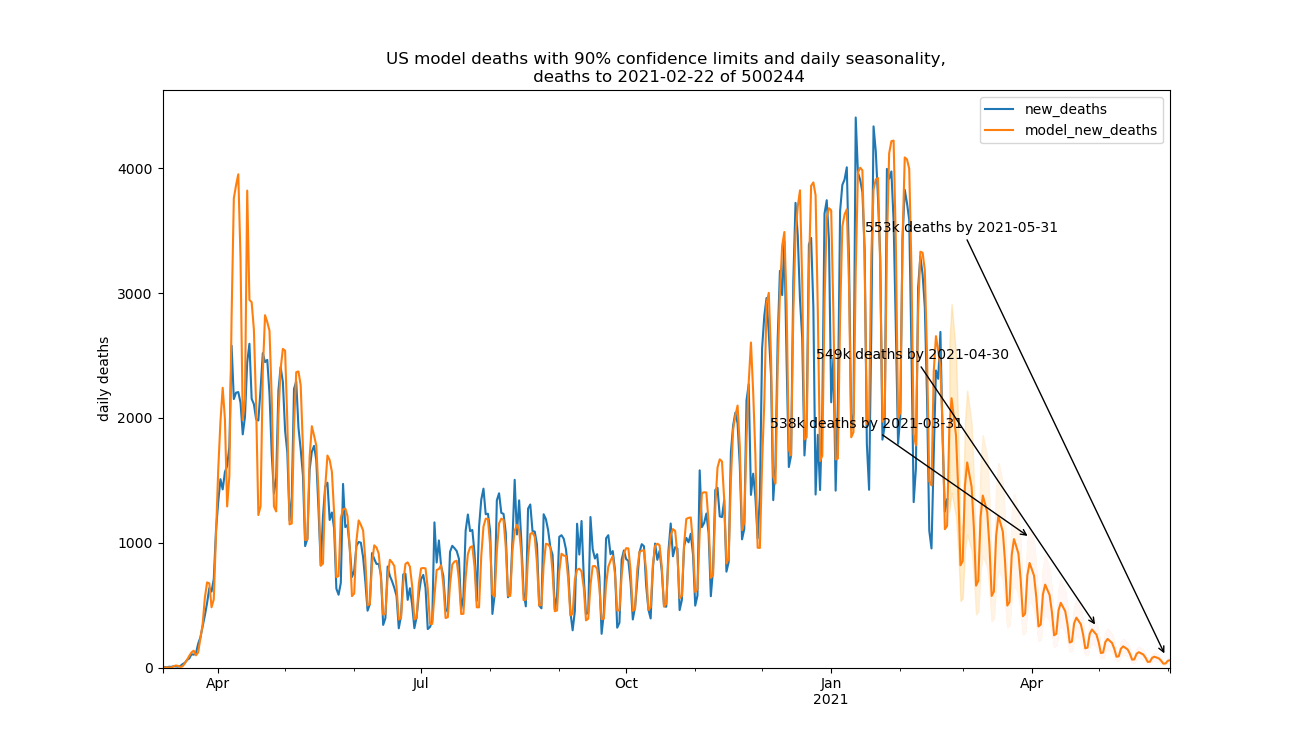 US model deaths with 90% confidence limits and daily seasonality,
deaths to 2021-02-22 of 500244
new_deaths
model_new_deaths
4000
3000
2000
1000
0
daily deaths
553k deaths by 2021-05-31
549k deaths by 2021-04-30
538k deaths by 2021-03-31
Apr
Jul
Oct
Jan
2021
Apr